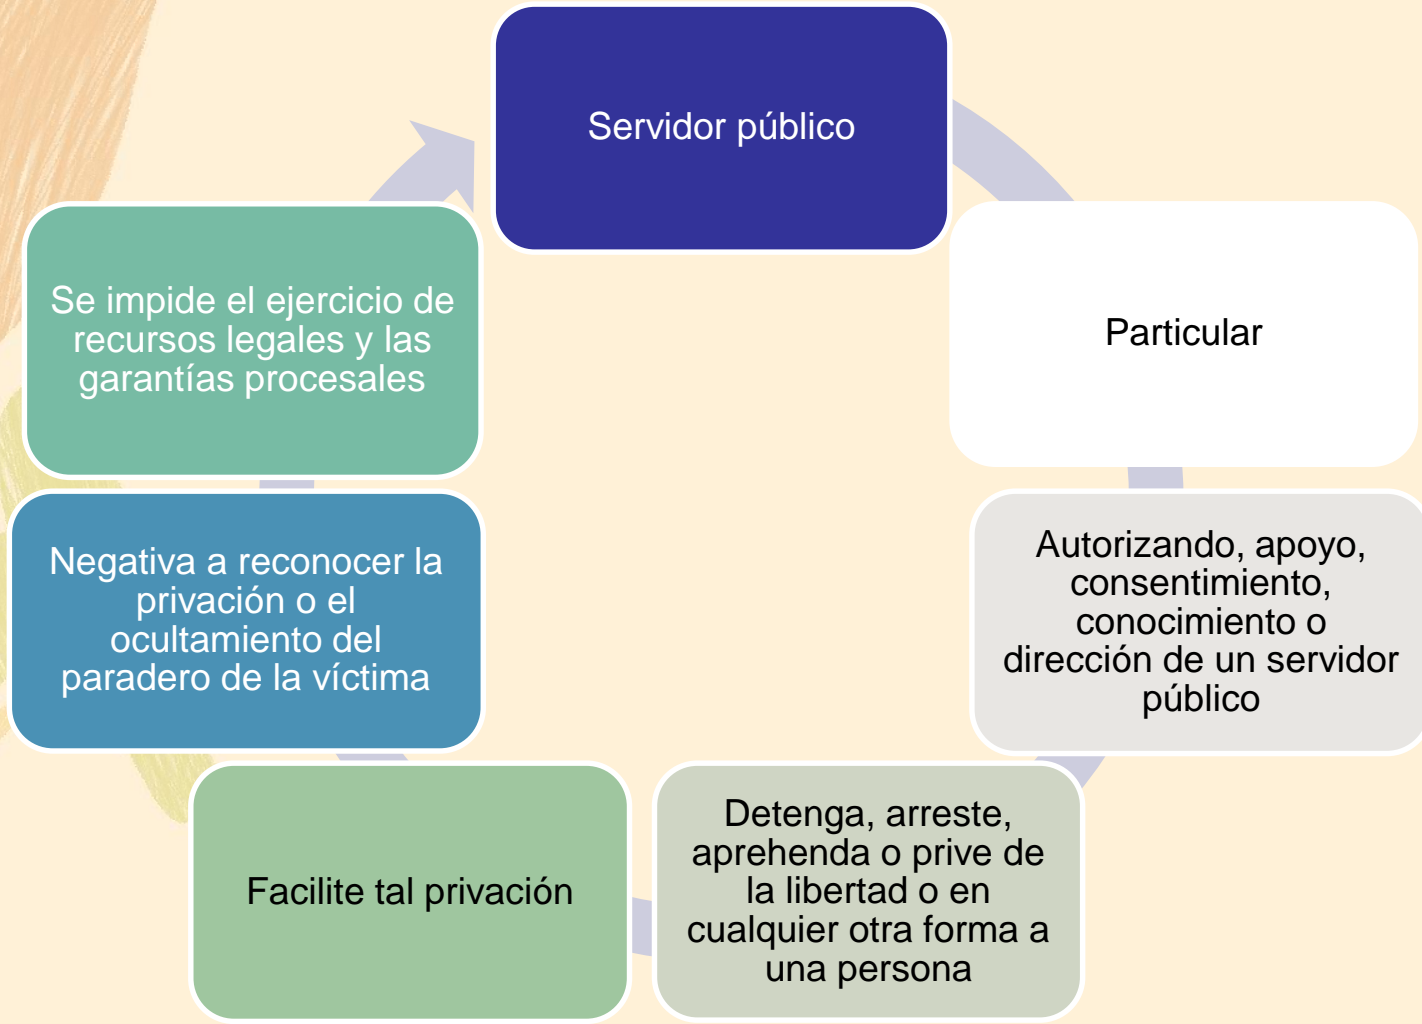 Servidor público
Particular
Autorizando, apoyo,
consentimiento,
conocimiento o
dirección de un servidor
público
Detenga, arreste,
aprehenda o prive de
la libertad o en
cualquier otra forma a
una persona
Facilite tal privación
Negativa a reconocer la
privación o el
ocultamiento del
paradero de la víctima
Se impide el ejercicio de
recursos legales y las
garantías procesales